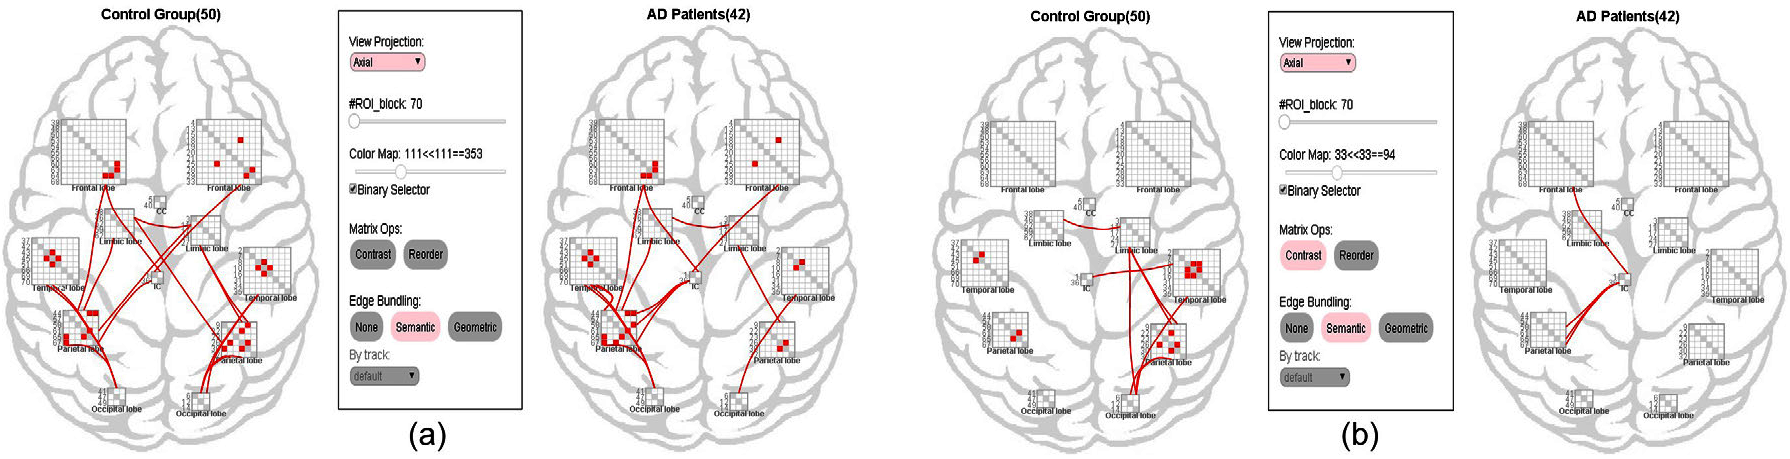 Control Group(50)
Frontal lobe
Frontal lobe
CC
Limbic lobe
Limbic lobe
IC
Temporal lobe
Temporal lobe
Parietal lobe
Parietal lobe
Occipital lobe
Occipital lobe
View Projection:
Axial
#ROI_block: 70
Color Map: 111<<111==353
Binary Selector
Matrix Ops:
Contrast Reorder
Edge Bundling:
None Semantic Geometric
By track:
default
(a)
AD Patients(42)
Frontal lobe
Frontal lobe
CC
Limbic lobe
Limbic lobe
IC
Temporal lobe
Temporal lobe
Parietal lobe
Parietal lobe
Occipital lobe
Occipital lobe
Control Group(50)
Frontal lobe
Frontal lobe
CC
Limbic lobe
Limbic lobe
IC
Temporal lobe
Temporal lobe
Parietal lobe
Parietal lobe
Occipital lobe
Occipital lobe
View Projection:
Axial
#ROI_block: 70
Color Map: 33<<33==94
Binary Selector
Matrix Ops:
Contrast Reorder
Edge Bundling:
None Semantic Geometric
By track:
default
(b)
AD Patients(42)
Frontal lobe
Frontal lobe
CC
Limbic lobe
Limbic lobe
IC
Temporal lobe
Temporal lobe
Parietal lobe
Parietal lobe
Occipital lobe
Occipital lobe